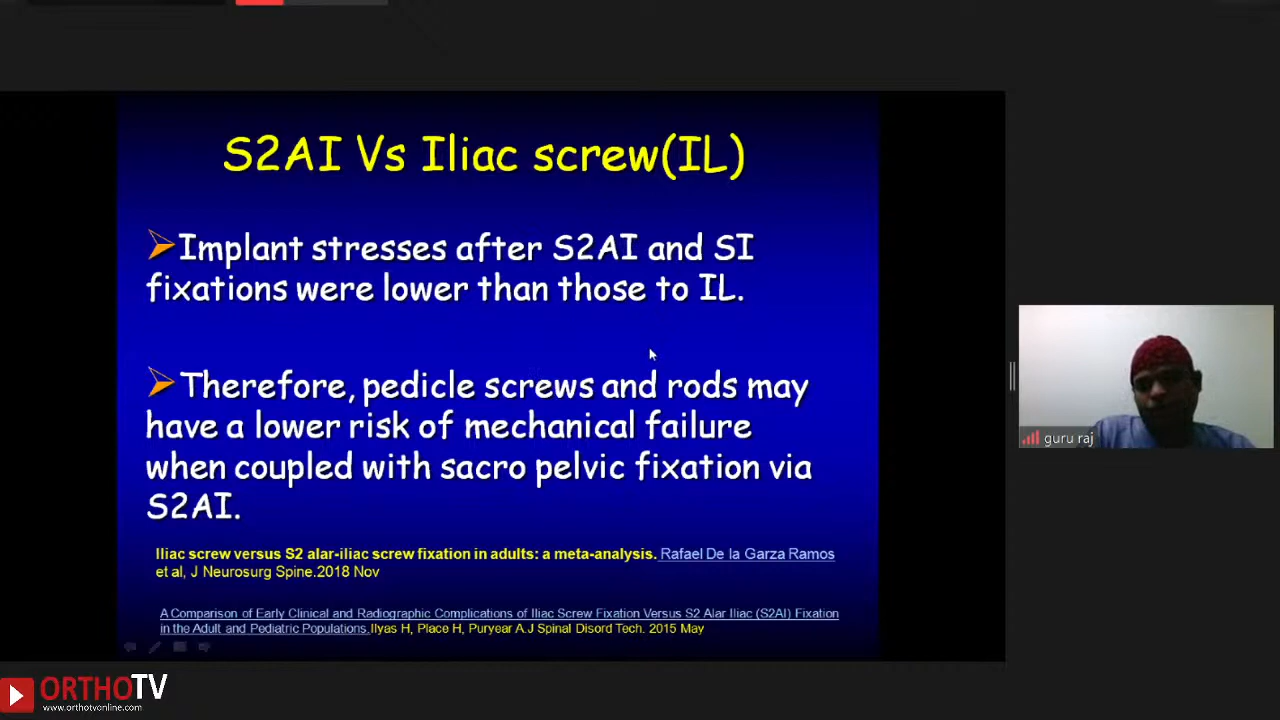 S2AI Vs Iliac screw(IL)
Implant stresses after S2AI and SI
fixations were lower than those to IL.
Therefore, pedicle screws and rods may
have a lower risk of mechanical failure
when coupled with sacro pelvic fixation via
S2AI.
Iliac screw versus S2 alar-iliac screw fixation in adults: a meta-analysis. Rafael De la Garza Ramos
et al, J Neurosurg Spine.2018 Nov
A Comparison of Early Clinical and Radiographic Complications of Iliac Screw Fixation Versus S2 Alar Iliac (S2AI) Fixation
in the Adult and Pediatric Populations.Ilyas H, Place H, Puryear A.J Spinal Disord Tech. 2015 May
guru raj
ORTHOTV
www.orthotvonline.com